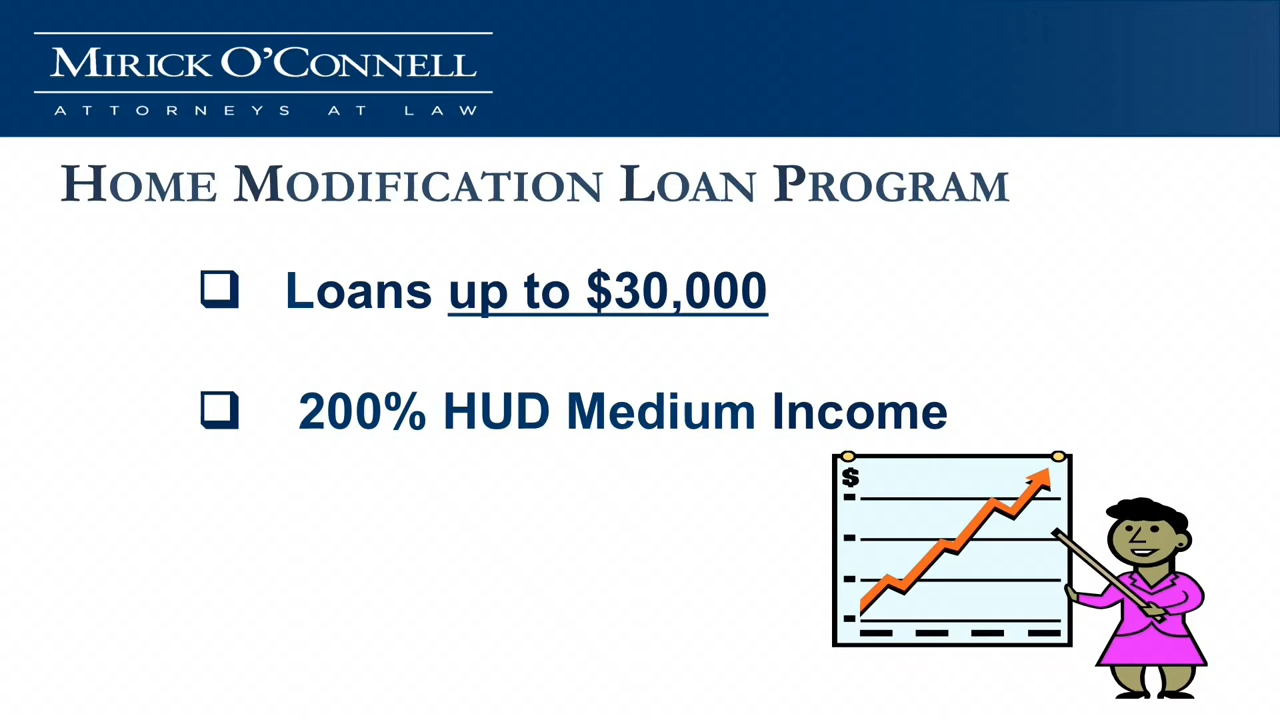 MIRICK O'CONNELL
ATTORNEYS AT LAW
HOME MODIFICATION LOAN PROGRAM
Loans up to $30,000
200% HUD Medium Income
$